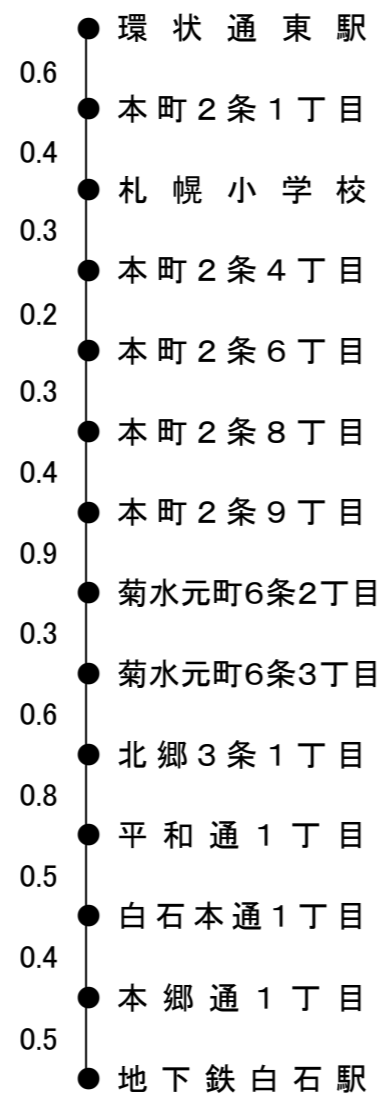 環状通東駅
0.6
本町２条１丁目
0.4
札幌小学校
0.3
本町２条４丁目
0.2
本町２条６丁目
0.3
本町２条８丁目
0.4
本町２条９丁目
0.9
菊水元町6条2丁目
0.3
菊水元町6条3丁目
0.6
北郷３条１丁目
0.8
平和通１丁目
0.5
白石本通１丁目
0.4
本郷通１丁目
0.5
地下鉄白石駅